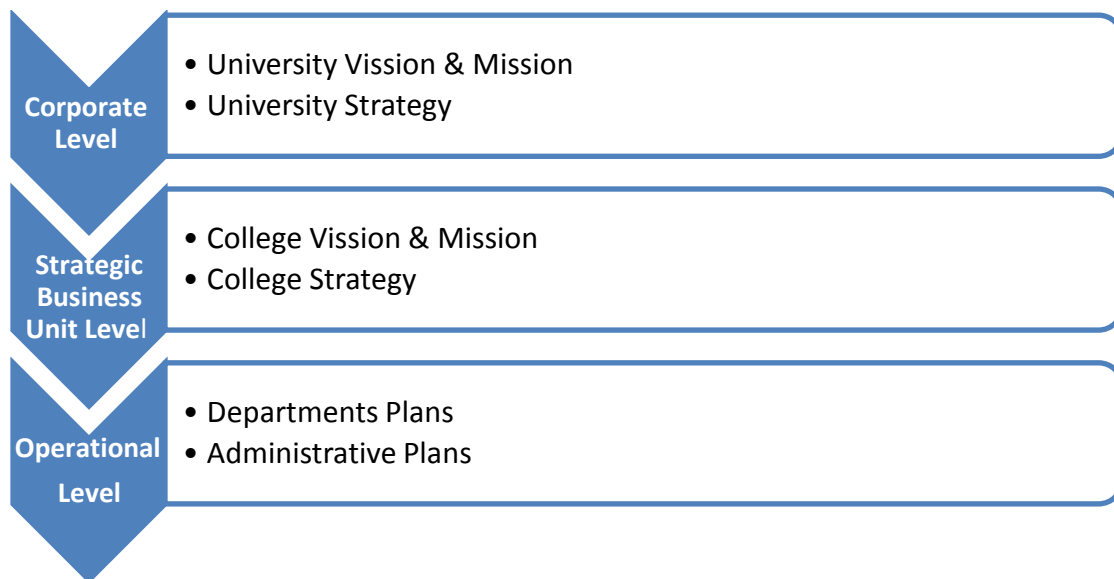 Corporate
Level
• University Vission & Mission
• University Strategy
Strategic
Business
Unit Level
• College Vission & Mission
• College Strategy
Operational
Level
• Departments Plans
• Administrative Plans